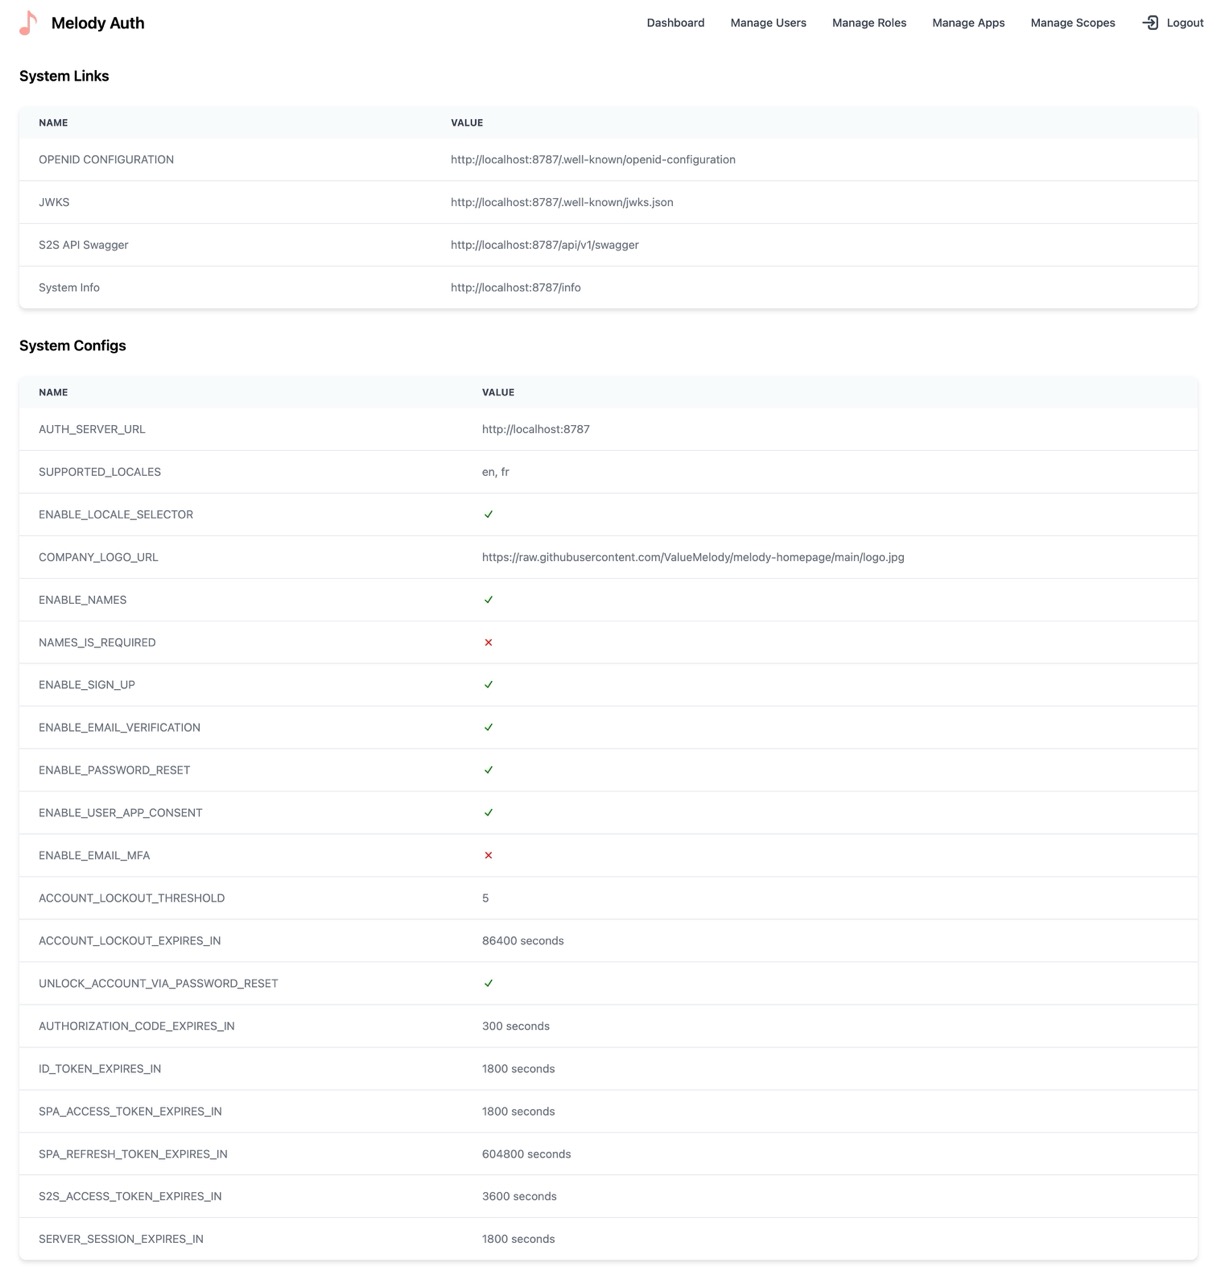 Melody Auth Dashboard Manage Users Manage Roles Manage Apps Manage Scopes Logout
System Links
NAME VALUE
OPENID CONFIGURATION http://localhost:8787/.well-known/openid-configuration
JWKS http://localhost:8787/.well-known/jwks.json
S2S API Swagger http://localhost:8787/api/v1/swagger
System Info http://localhost:8787/info
System Configs
NAME VALUE
AUTH_SERVER_URL http://localhost:8787
SUPPORTED_LOCALES en, fr
ENABLE_LOCALE_SELECTOR ✓
COMPANY_LOGO_URL https://raw.githubusercontent.com/ValueMelody/melody-homepage/main/logo.jpg
ENABLE_NAMES ✓
NAMES_IS_REQUIRED ✕
ENABLE_SIGN_UP ✓
ENABLE_EMAIL_VERIFICATION ✓
ENABLE_PASSWORD_RESET ✓
ENABLE_USER_APP_CONSENT ✓
ENABLE_EMAIL_MFA ✕
ACCOUNT_LOCKOUT_THRESHOLD 5
ACCOUNT_LOCKOUT_EXPIRES_IN 86400 seconds
UNLOCK_ACCOUNT_VIA_PASSWORD_RESET ✓
AUTHORIZATION_CODE_EXPIRES_IN 300 seconds
ID_TOKEN_EXPIRES_IN 1800 seconds
SPA_ACCESS_TOKEN_EXPIRES_IN 1800 seconds
SPA_REFRESH_TOKEN_EXPIRES_IN 604800 seconds
S2S_ACCESS_TOKEN_EXPIRES_IN 3600 seconds
SERVER_SESSION_EXPIRES_IN 1800 seconds